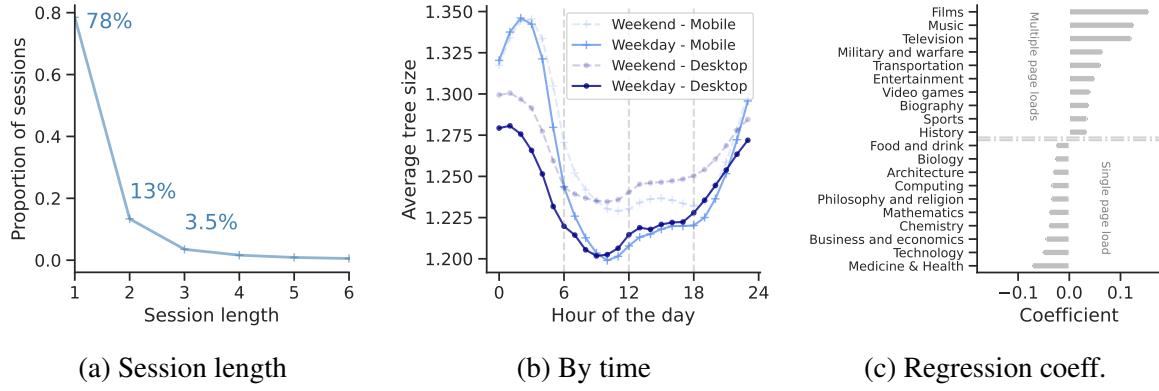 0.8
0.6
0.4
0.2
0.0
Proportion of sessions
78%
13%
3.5%
1 2 3 4 5 6
Session length
(a) Session length
1.350
1.325
1.300
1.275
1.250
1.225
1.200
Average tree size
Weekend - Mobile
Weekday - Mobile
Weekend - Desktop
Weekday - Desktop
0 6 12 18 24
Hour of the day
(b) By time
Films
Music
Television
Military and warfare
Transportation
Entertainment
Video games
Biography
Sports
History
Food and drink
Biology
Architecture
Computing
Philosophy and religion
Mathematics
Chemistry
Business and economics
Technology
Medicine & Health
Multiple page loads
Single page load
−0.1 0.0 0.1
Coefficient
(c) Regression coeff.